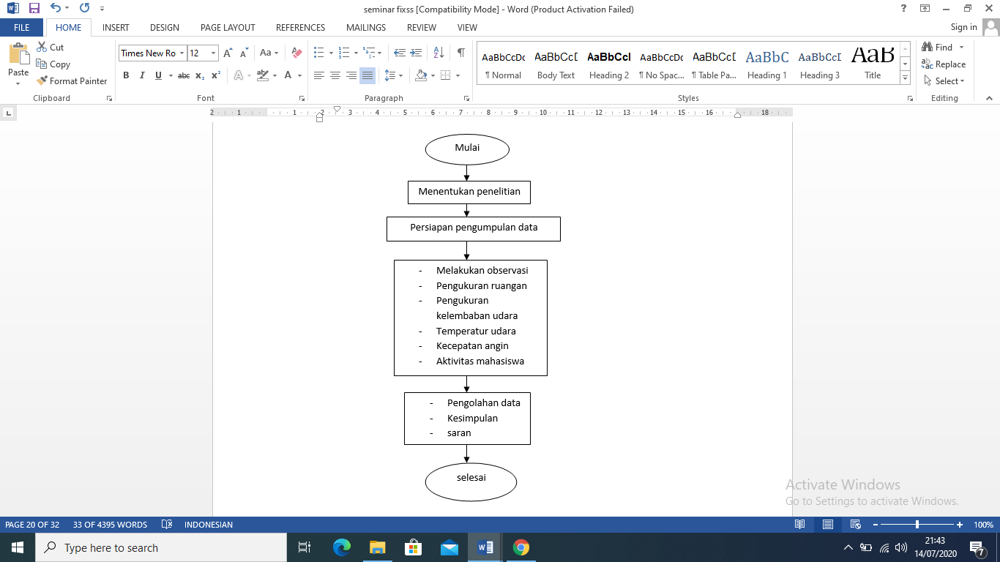 seminar fixss [Compatibility Mode] - Word (Product Activation Failed)
FILE HOME INSERT DESIGN PAGE LAYOUT REFERENCES MAILINGS REVIEW VIEW Sign in
Paste
Cut
Copy
Format Painter
Clipboard
Times New Ro 12
Font
Paragraph
AaBbCcDc AaBbCcD AaBbCcI AaBbCcDc AaBbCcD AaBbC AaBbCcD AaB
¶ Normal Body Text Heading 2 ¶ No Spac... ¶ Table Pa... Heading 1 Heading 3 Title
Styles
Find
Replace
Select
Editing
2 1 1 2 3 4 5 6 7 8 9 10 11 12 13 14 15 16 18
Mulai
Menentukan penelitian
Persiapan pengumpulan data
- Melakukan observasi
- Pengukuran ruangan
- Pengukuran
kelembaban udara
- Temperatur udara
- Kecepatan angin
- Aktivitas mahasiswa
- Pengolahan data
- Kesimpulan
- saran
selesai
Activate Windows
Go to Settings to activate Windows.
PAGE 20 OF 32 33 OF 4395 WORDS INDONESIAN 100%
Type here to search
21:43
14/07/2020
7